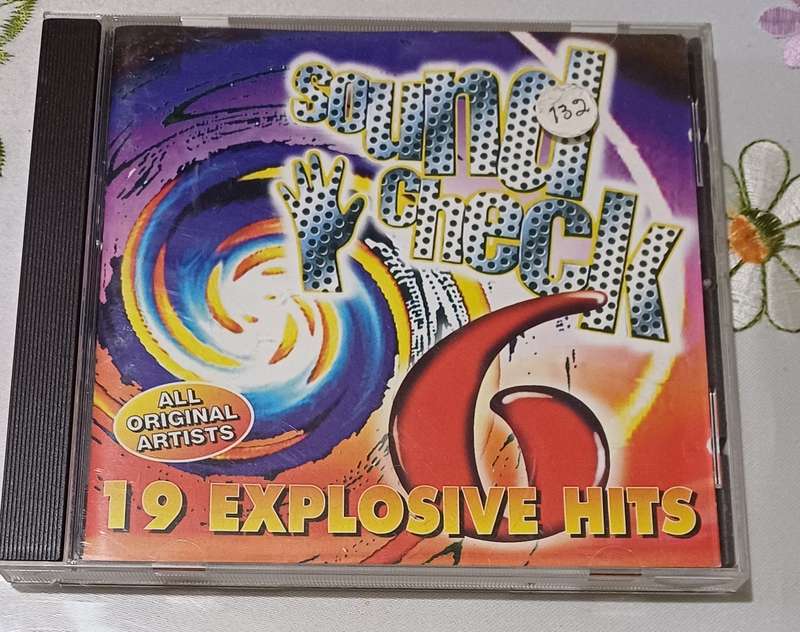 sound
132
check
6
ALL
ORIGINAL
ARTISTS
19 EXPLOSIVE HITS